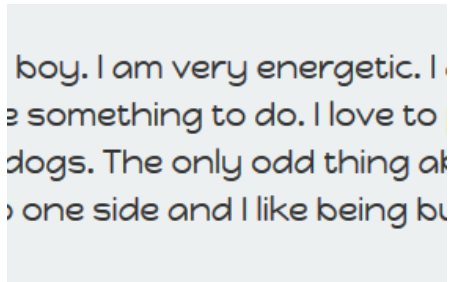 boy. I am very energetic. I
something to do. I love to
dogs. The only odd thing
one side and I like being